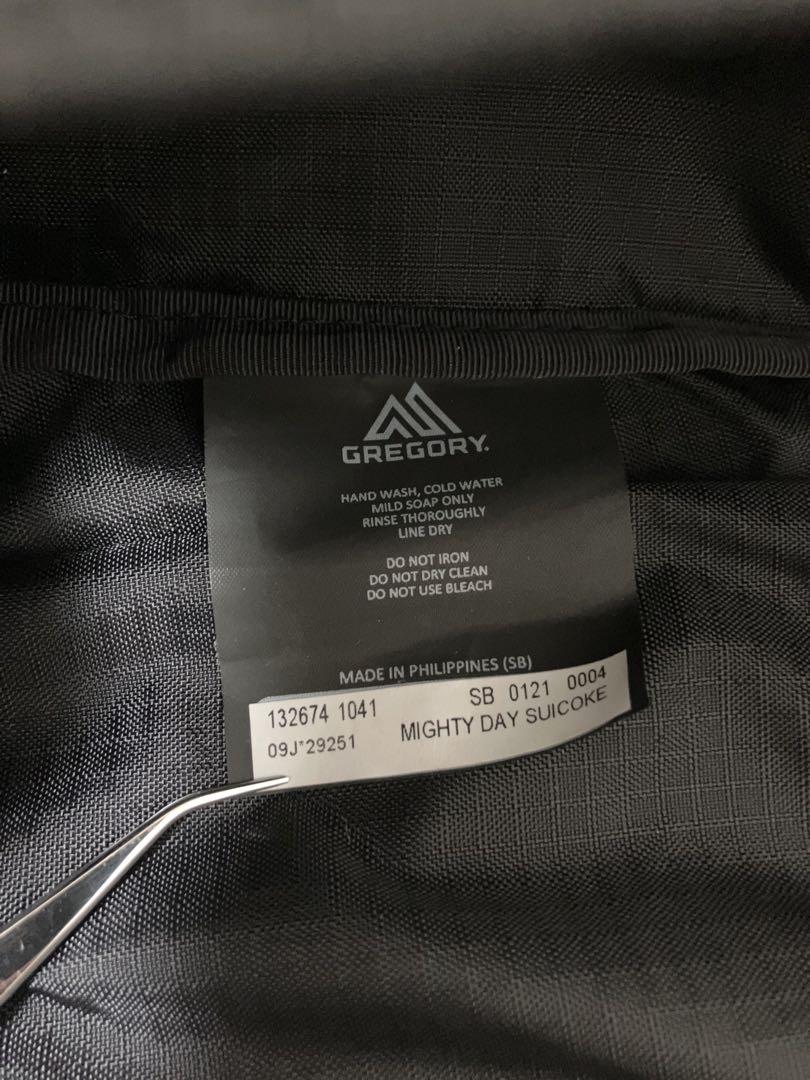 GREGORY.
HAND WASH, COLD WATER
MILD SOAP ONLY
RINSE THOROUGHLY
LINE DRY
DO NOT IRON
DO NOT DRY CLEAN
DO NOT USE BLEACH
MADE IN PHILIPPINES (SB)
132674 1041 SB 0121 0004
09J*29251 MIGHTY DAY SUICOKE